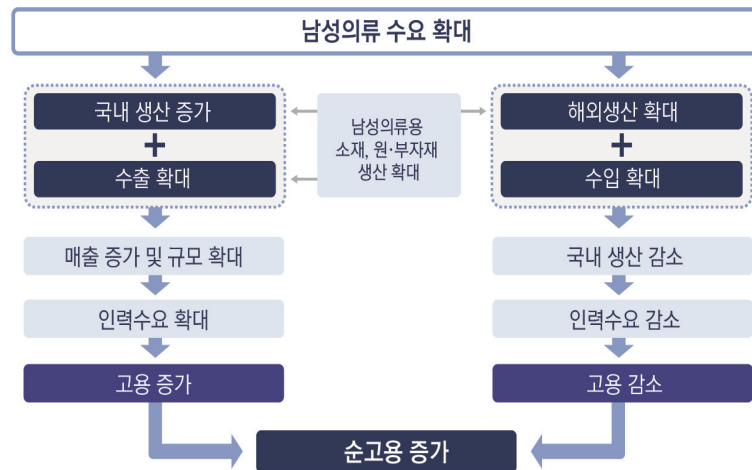 남성의류 수요 확대
국내 생산 증가
+
수출 확대
남성의류용
소재, 원·부자재
생산 확대
해외생산 확대
+
수입 확대
매출 증가 및 규모 확대
국내 생산 감소
인력수요 확대
인력수요 감소
고용 증가
고용 감소
순고용 증가